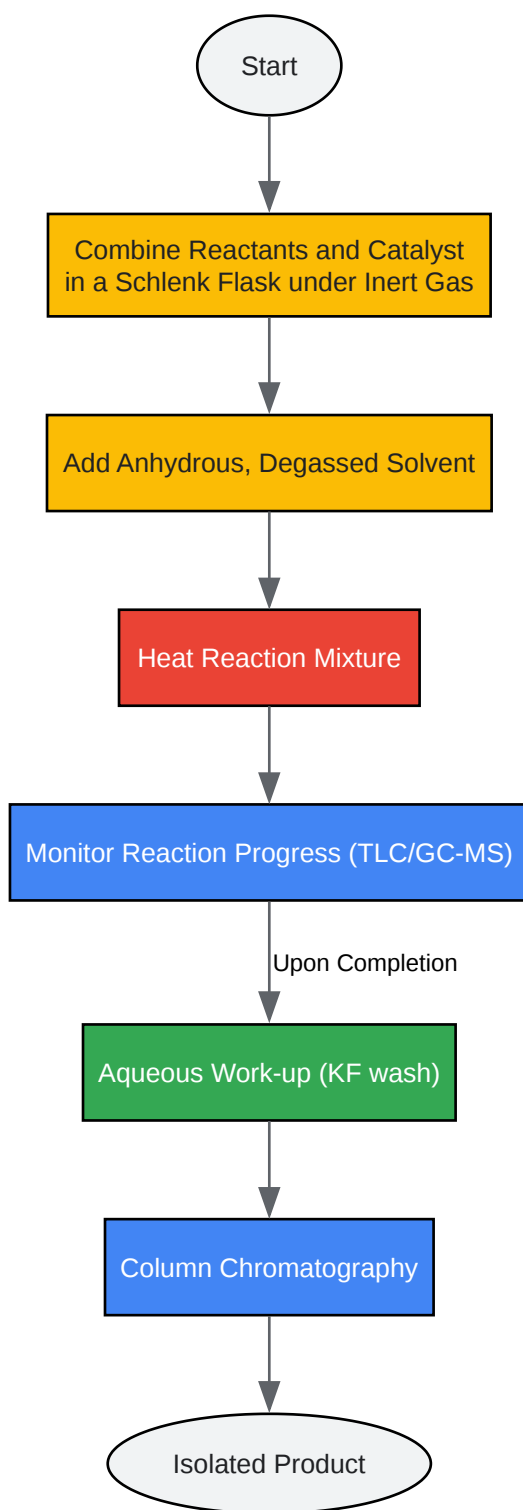 Start
Combine Reactants and Catalyst
in a Schlenk Flask under Inert Gas
Add Anhydrous, Degassed Solvent
Heat Reaction Mixture
Monitor Reaction Progress (TLC/GC-MS)
Upon Completion
Aqueous Work-up (KF wash)
Column Chromatography
Isolated Product